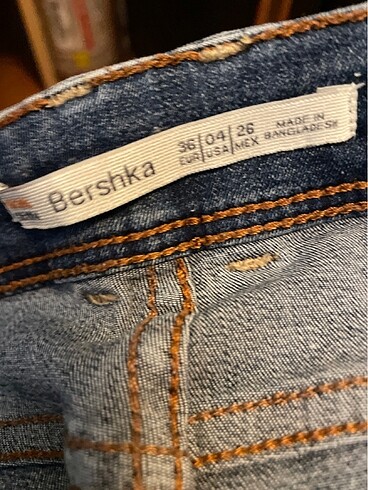 Bershka
36|04|26
EUR|USA|MEX
MADE IN
BANGLADESH